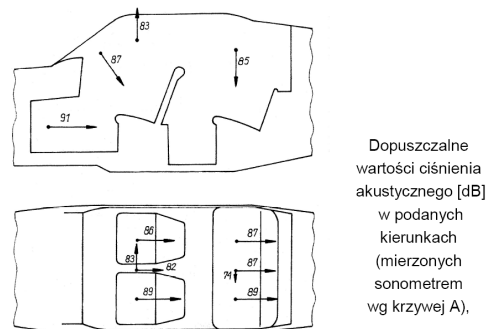 83
87
85
91
86
87
83
82
87
74
89
89
Dopuszczalne
wartości ciśnienia
akustycznego [dB]
w podanych
kierunkach
(mierzonych
sonometrem
wg krzywej A),